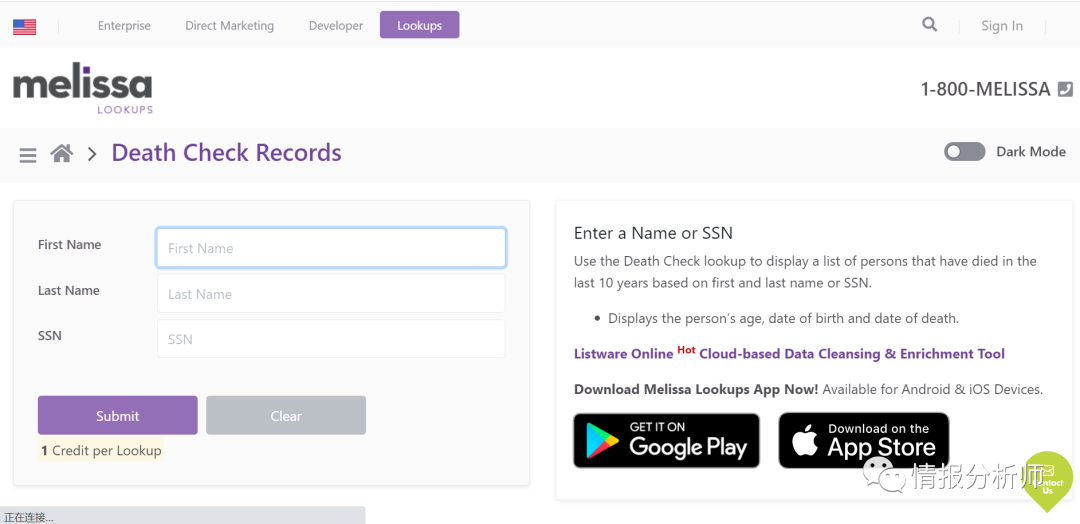 Enterprise Direct Marketing Developer Lookups Sign In
melissa
LOOKUPS
1-800-MELISSA
Death Check Records
Dark Mode
First Name First Name
Last Name Last Name
SSN SSN
Submit Clear
1 Credit per Lookup
Enter a Name or SSN
Use the Death Check lookup to display a list of persons that have died in the
last 10 years based on first and last name or SSN.
• Displays the person's age, date of birth and date of death.
Listware Online Hot Cloud-based Data Cleansing & Enrichment Tool
Download Melissa Lookups App Now! Available for Android & iOS Devices.
GET IT ON
Google Play
Download on the
App Store
情报分析师
Contact
Us
正在连接...